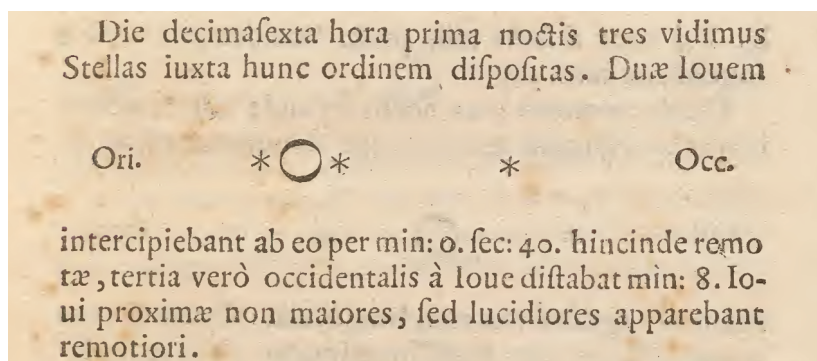 Die decimaſexta hora prima noctis tres vidimus
Stellas iuxta hunc ordinem diſpoſitas. Duæ Iouem
Ori. * O * * Occ.
intercipiebant ab eo per min: 0. ſec: 40. hincinde remo
tæ, tertia verò occidentalis à Ioue diſtabat min: 8. Io-
ui proximæ non maiores, ſed lucidiores apparebant
remotiori.